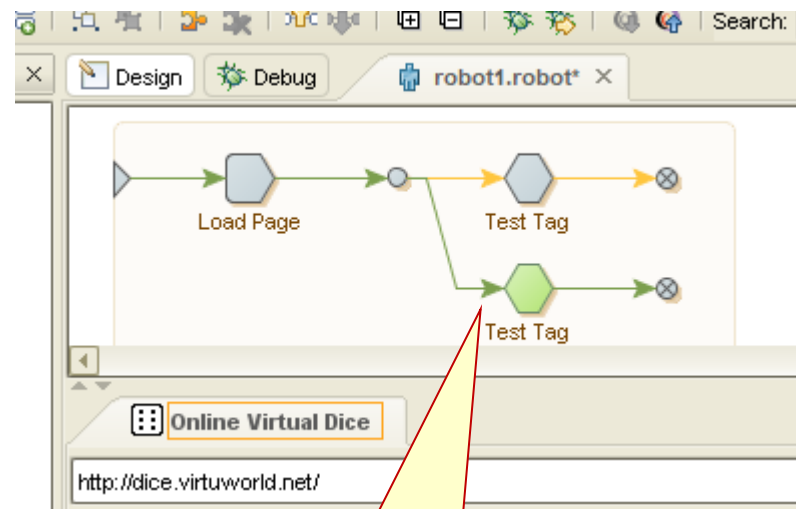 Search:
Design
Debug
robot1.robot*
Load Page
Test Tag
Test Tag
Online Virtual Dice
http://dice.virtuworld.net/